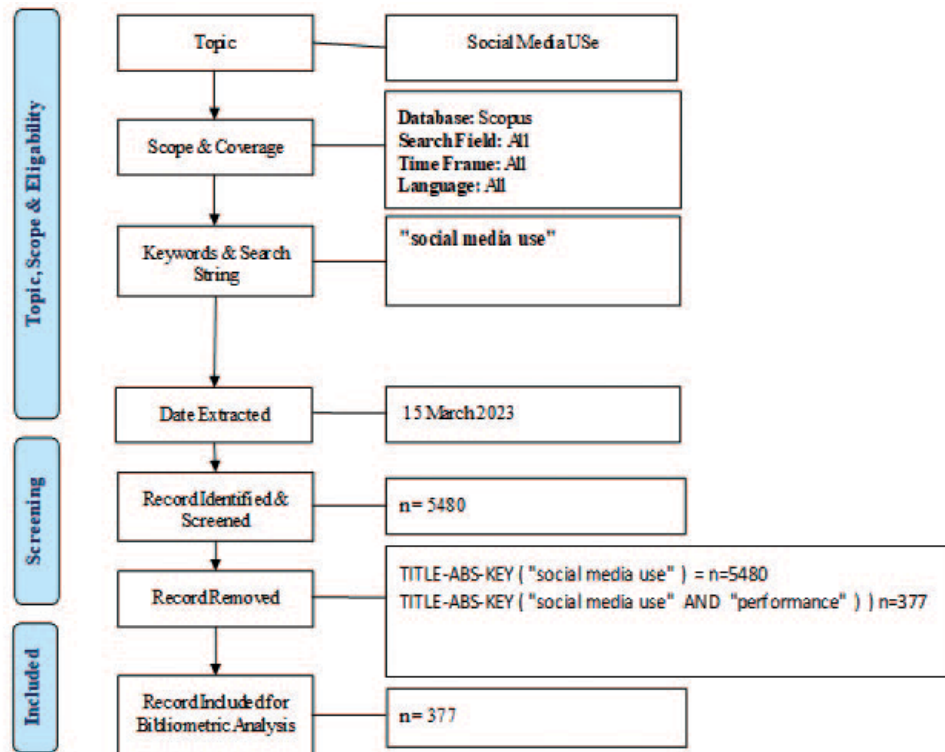 Topic, Scope & Eligability
Topic
Social Media USe
Scope & Coverage
Database: Scopus
Search Field: All
Time Frame: All
Language: All
Keywords & Search
String
"social media use"
Date Extracted
15 March 2023
Screening
Record Identified &
Screened
n= 5480
Record Removed
TITLE-ABS-KEY ( "social media use" ) = n=5480
TITLE-ABS-KEY ( "social media use" AND "performance" ) ) n=377
Included
Record Included for
Bibliometric Analysis
n= 377